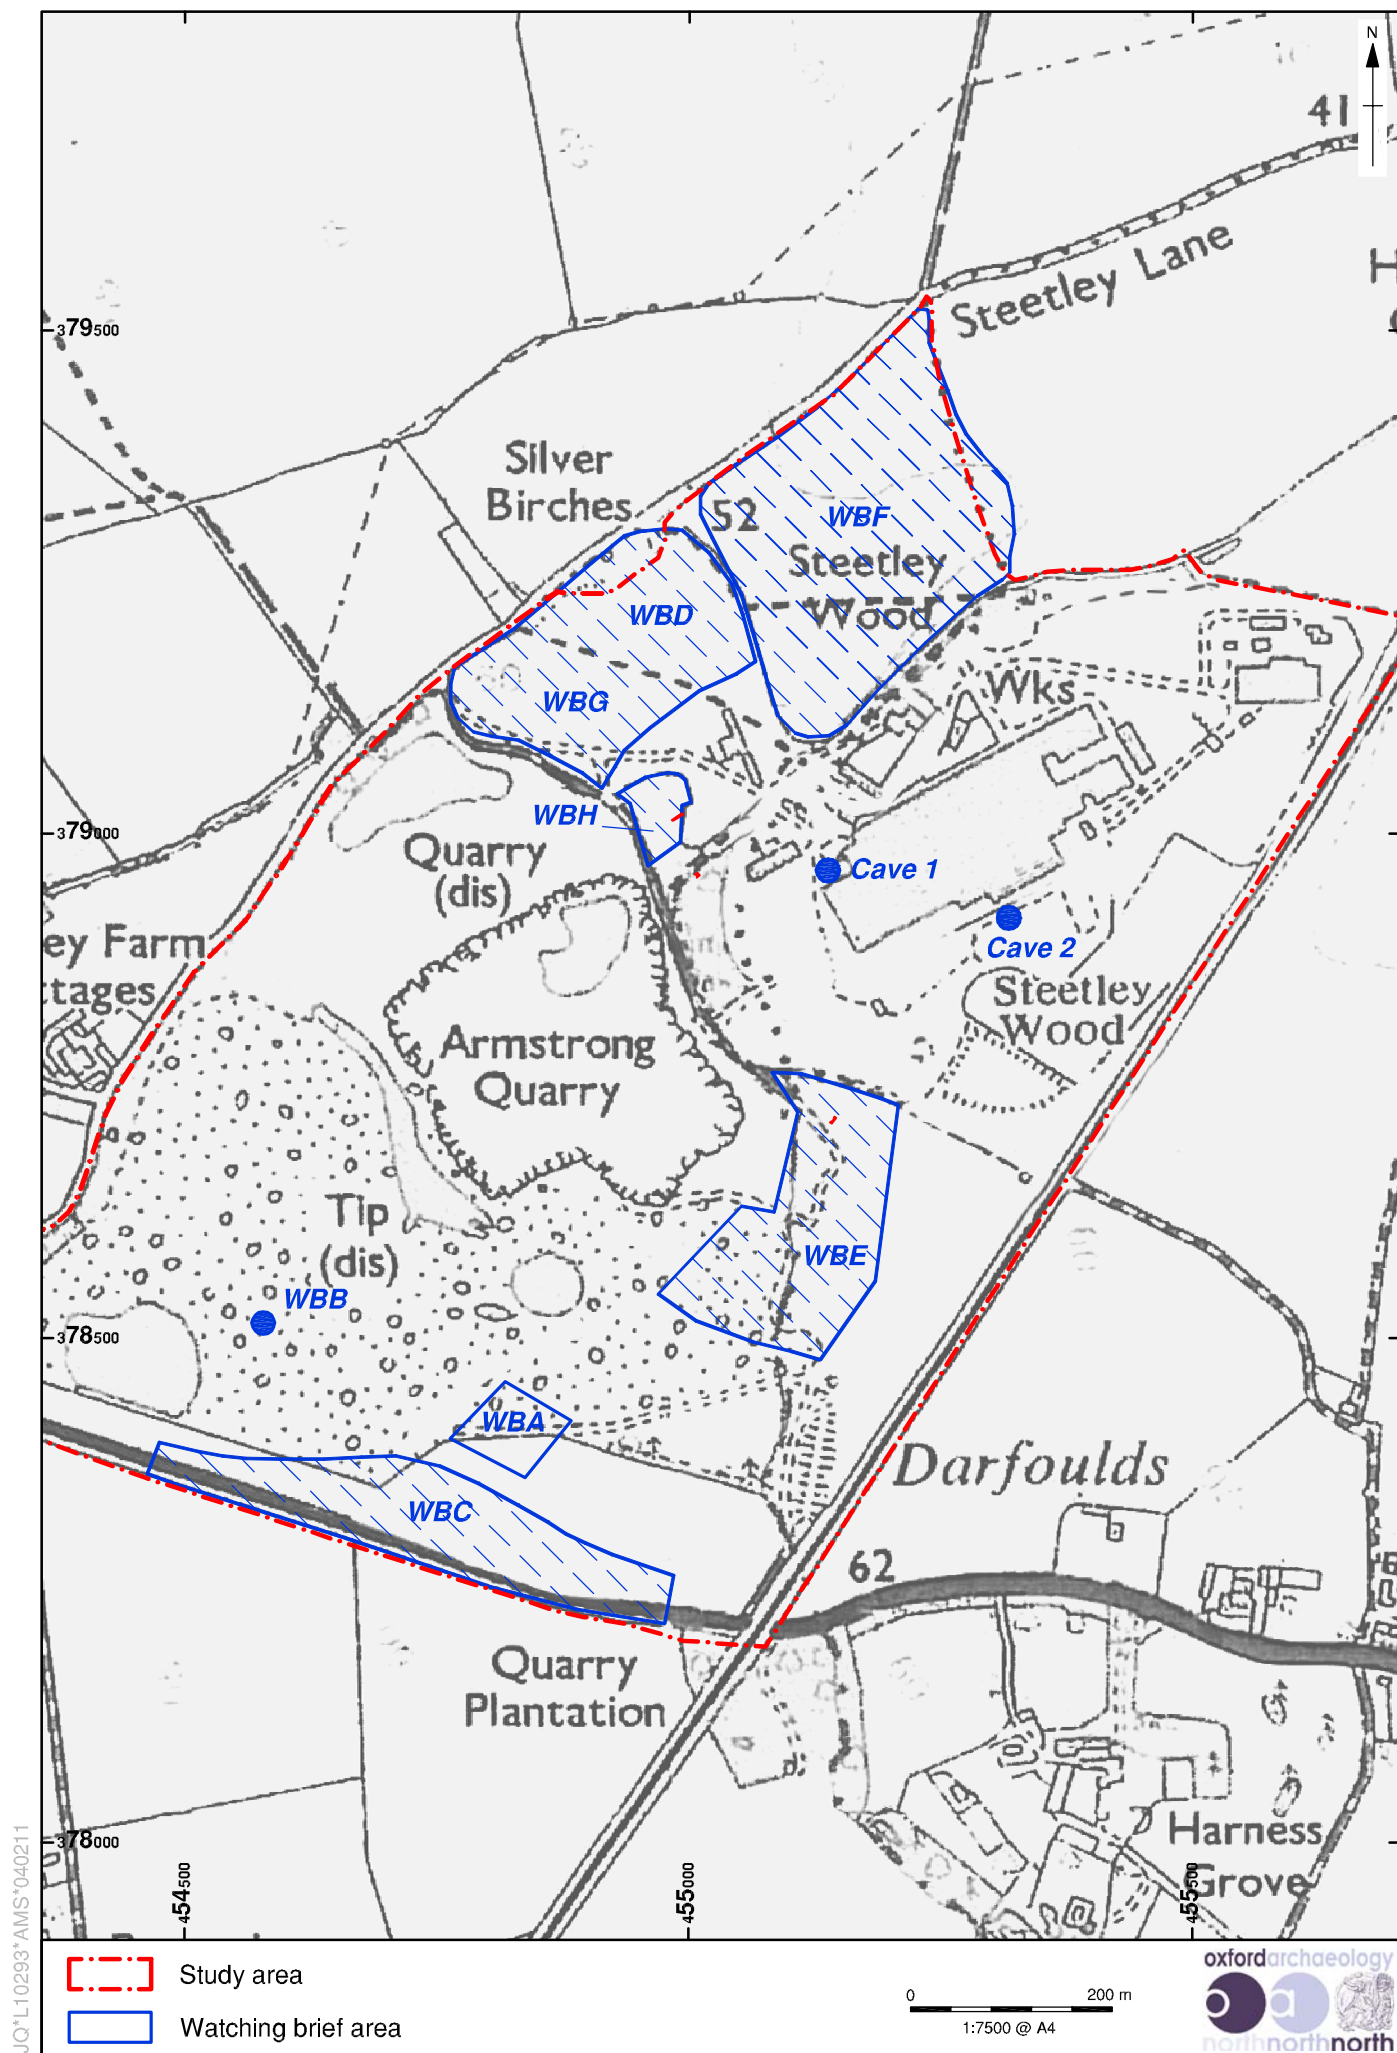 N
41
Steetley Lane
H
379500
Silver
Birches
52
WBF
Steetley
Wood
WBD
WBG
Wks
WBH
379000
Quarry
(dis)
Cave 1
Cave 2
ey Farm
ttages
Steetley
Wood
Armstrong
Quarry
Tip
(dis)
WBE
WBB
378500
WBA
Darfoulds
WBC
62
Quarry
Plantation
Harness
Grove
378000
454500
455000
455500
Study area
Watching brief area
0 200 m
1:7500 @ A4
oxfordarchaeology
o a
northnorthnorth
JQ*L10293*AMS*040211